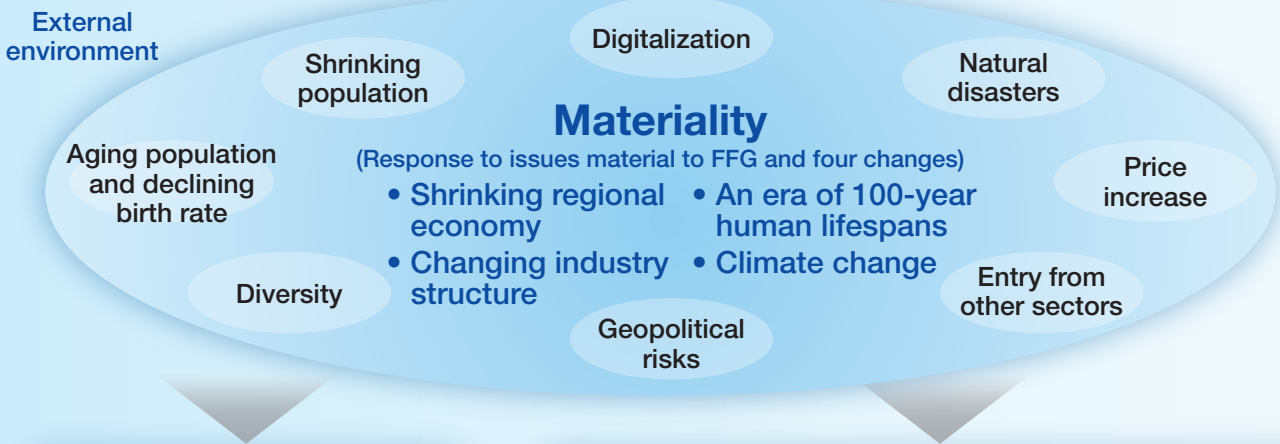 External
environment
Digitalization
Shrinking
population
Natural
disasters
Materiality
(Response to issues material to FFG and four changes)
Aging population
and declining
birth rate
Price
increase
• Shrinking regional
economy
• Changing industry
structure
• An era of 100-year
human lifespans
• Climate change
Diversity
Entry from
other sectors
Geopolitical
risks